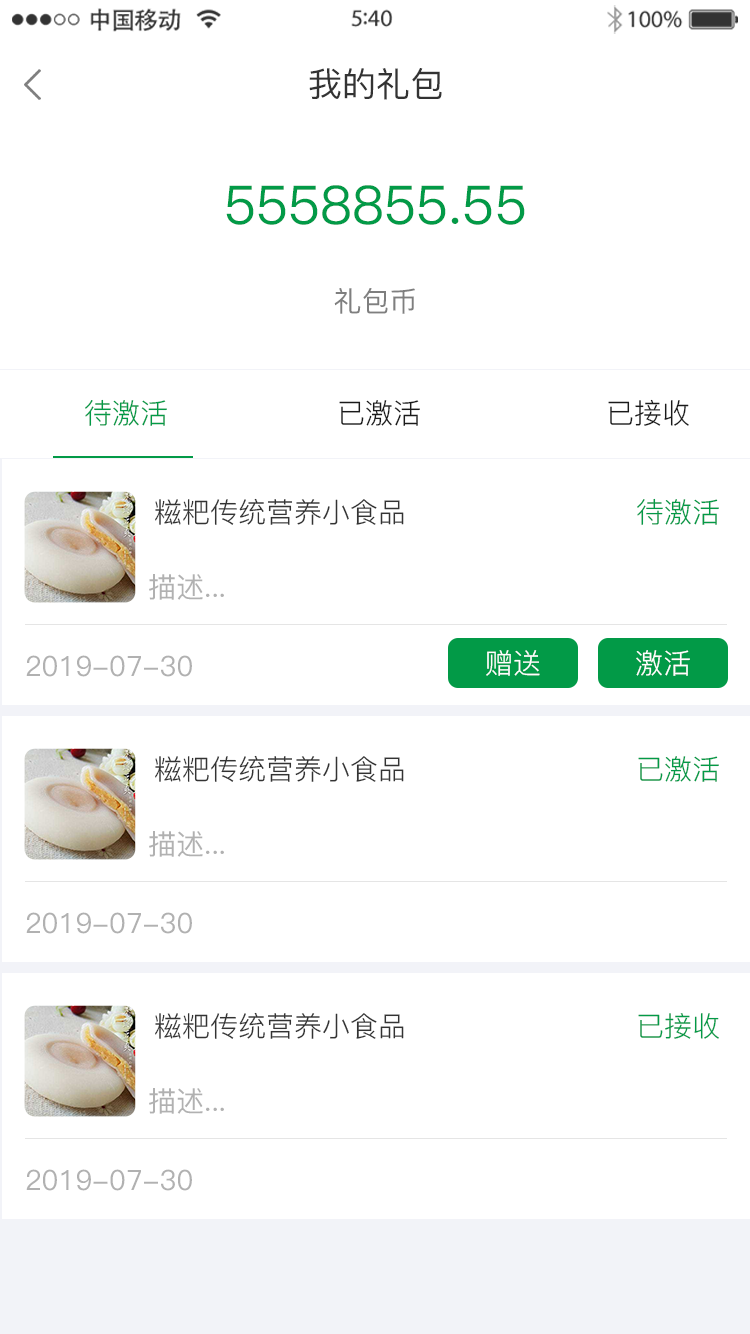 中国移动 5:40 100%
我的礼包
5558855.55
礼包币
待激活 已激活 已接收
糍粑传统营养小食品 待激活
描述...
2019-07-30 赠送 激活
糍粑传统营养小食品 已激活
描述...
2019-07-30
糍粑传统营养小食品 已接收
描述...
2019-07-30